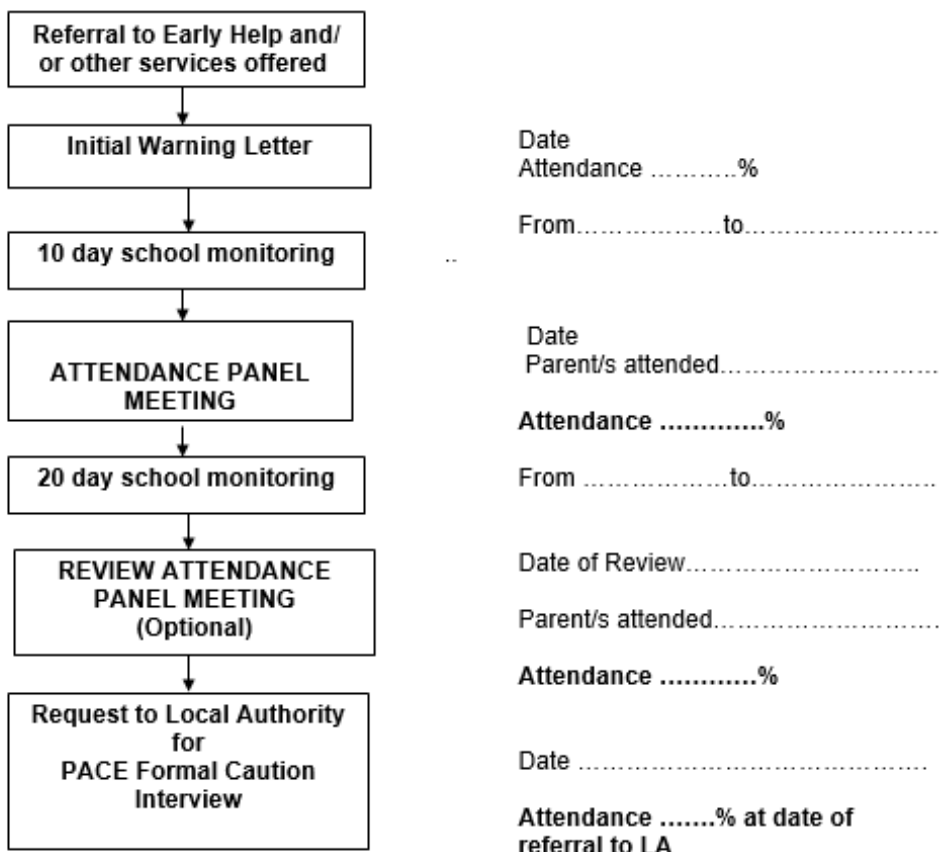 Referral to Early Help and/
or other services offered
Initial Warning Letter
Date
Attendance ………..%
From………………to……………………
10 day school monitoring
..
ATTENDANCE PANEL
MEETING
Date
Parent/s attended………………………
Attendance ………….%
20 day school monitoring
From ………………to…………………..
REVIEW ATTENDANCE
PANEL MEETING
(Optional)
Date of Review………………………..
Parent/s attended……………………….
Attendance …………%
Request to Local Authority
for
PACE Formal Caution
Interview
Date …………………………………….
Attendance …….% at date of
referral to LA